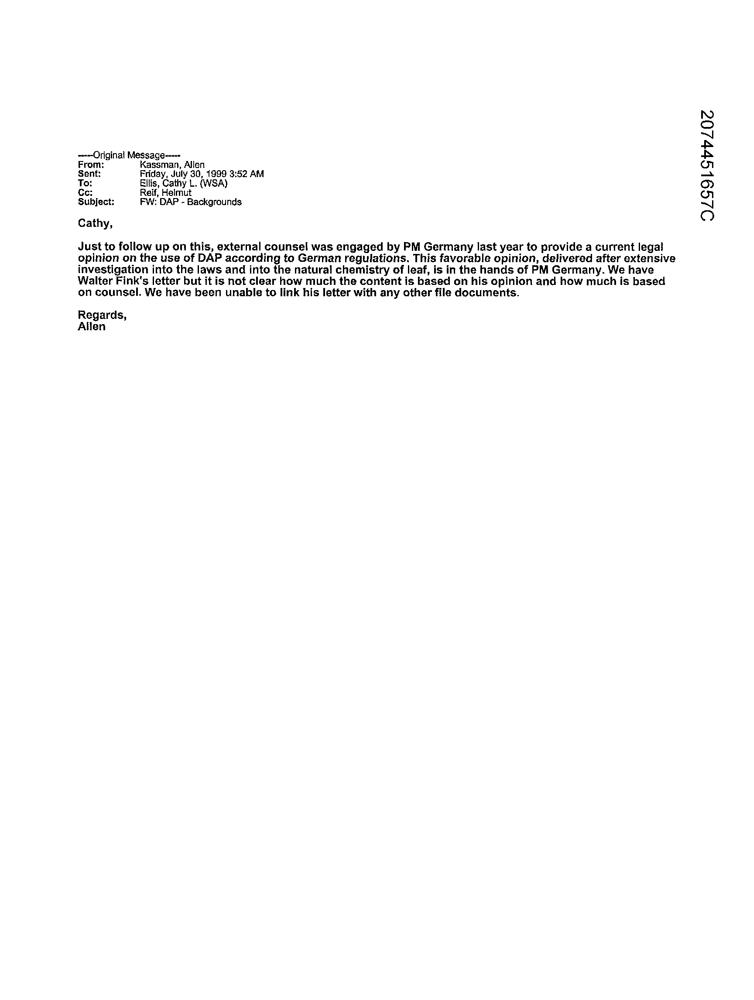 -----Original Message-----
From: Kassman, Allen
Sent: Friday, July 30, 1999 3:52 AM
To: Ellis, Cathy L. (WSA)
Cc: Reif, Helmut
Subject: FW: DAP - Backgrounds
Cathy,
Just to follow up on this, external counsel was engaged by PM Germany last year to provide a current legal
opinion on the use of DAP according to German regulations. This favorable opinion, delivered after extensive
investigation into the laws and into the natural chemistry of leaf, is in the hands of PM Germany. We have
Walter Fink's letter but it is not clear how much the content is based on his opinion and how much is based
on counsel. We have been unable to link his letter with any other file documents.
Regards,
Allen
2074451657C